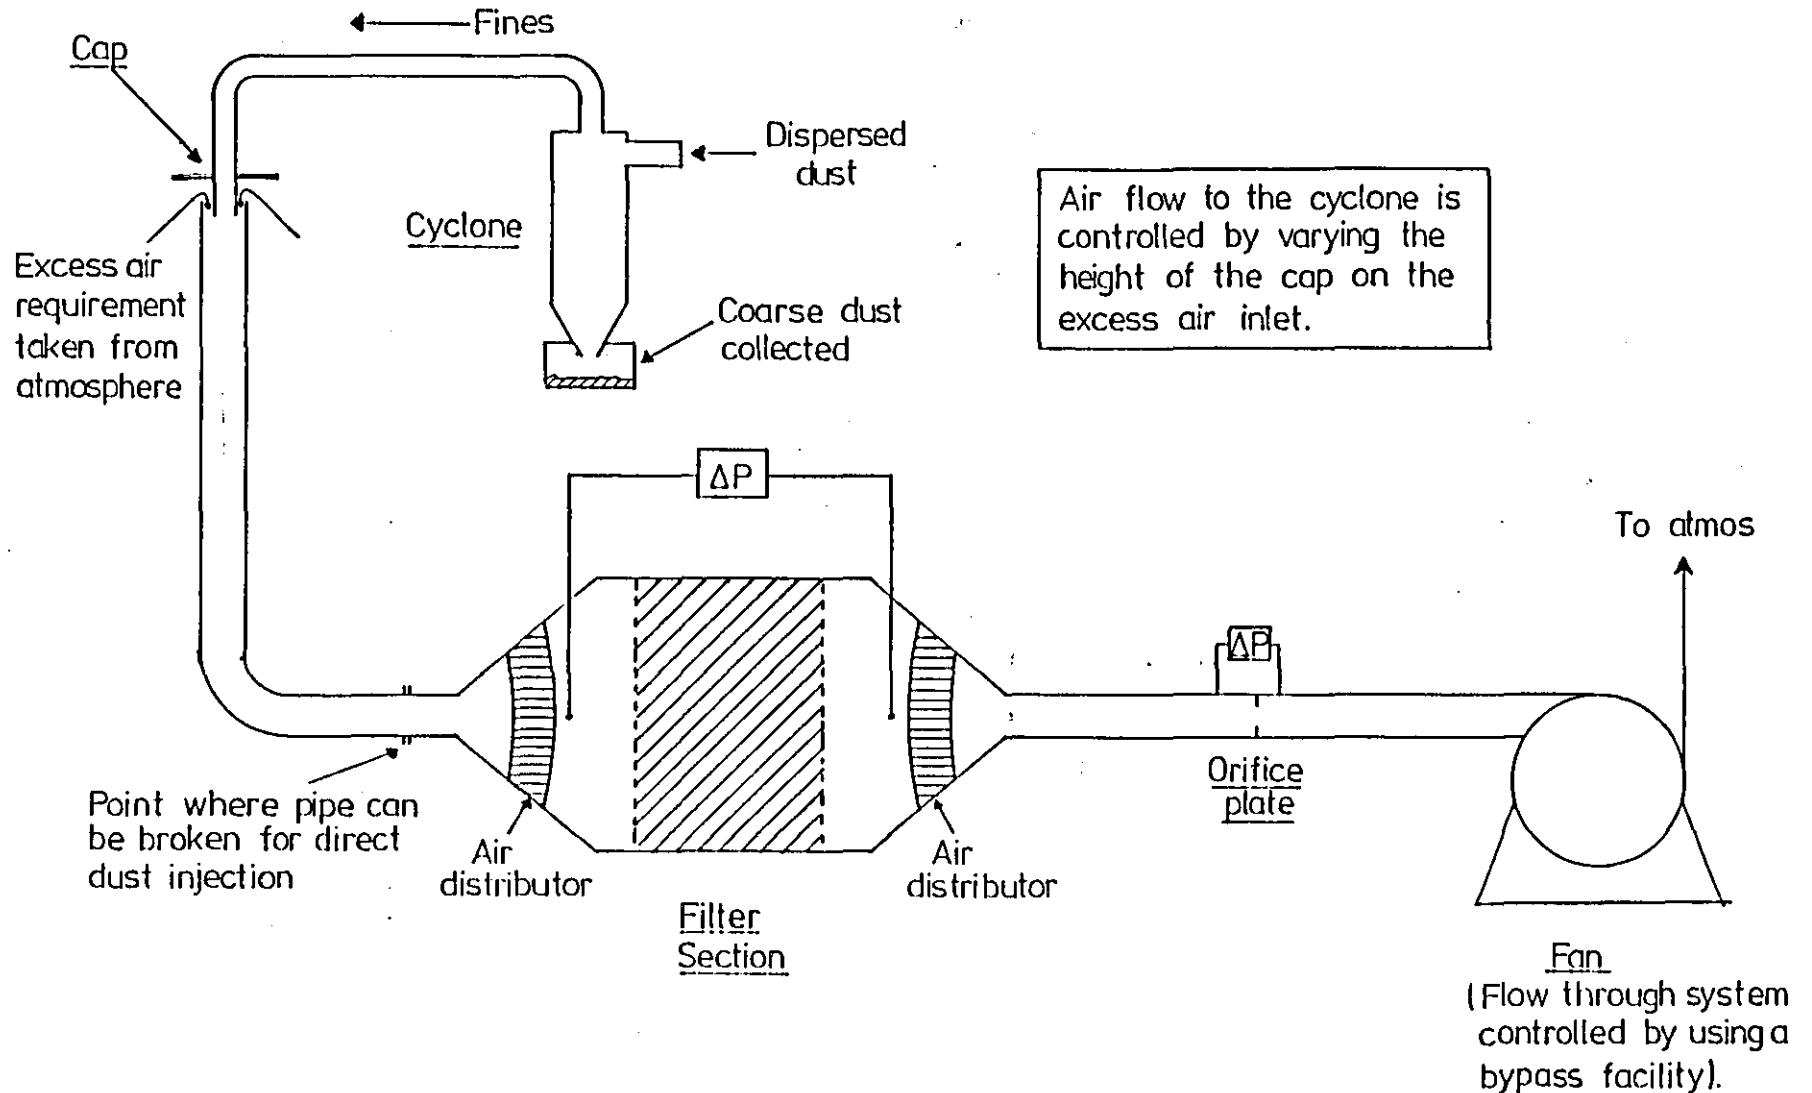 Fines
Cap
Dispersed
dust
Cyclone
Air flow to the cyclone is
controlled by varying the
height of the cap on the
excess air inlet.
Excess air
requirement
taken from
atmosphere
Coarse dust
collected
ΔP
To atmos
ΔP
Orifice
plate
Point where pipe can
be broken for direct
dust injection
Air
distributor
Air
distributor
Filter
Section
Fan
(Flow through system
controlled by using a
bypass facility).